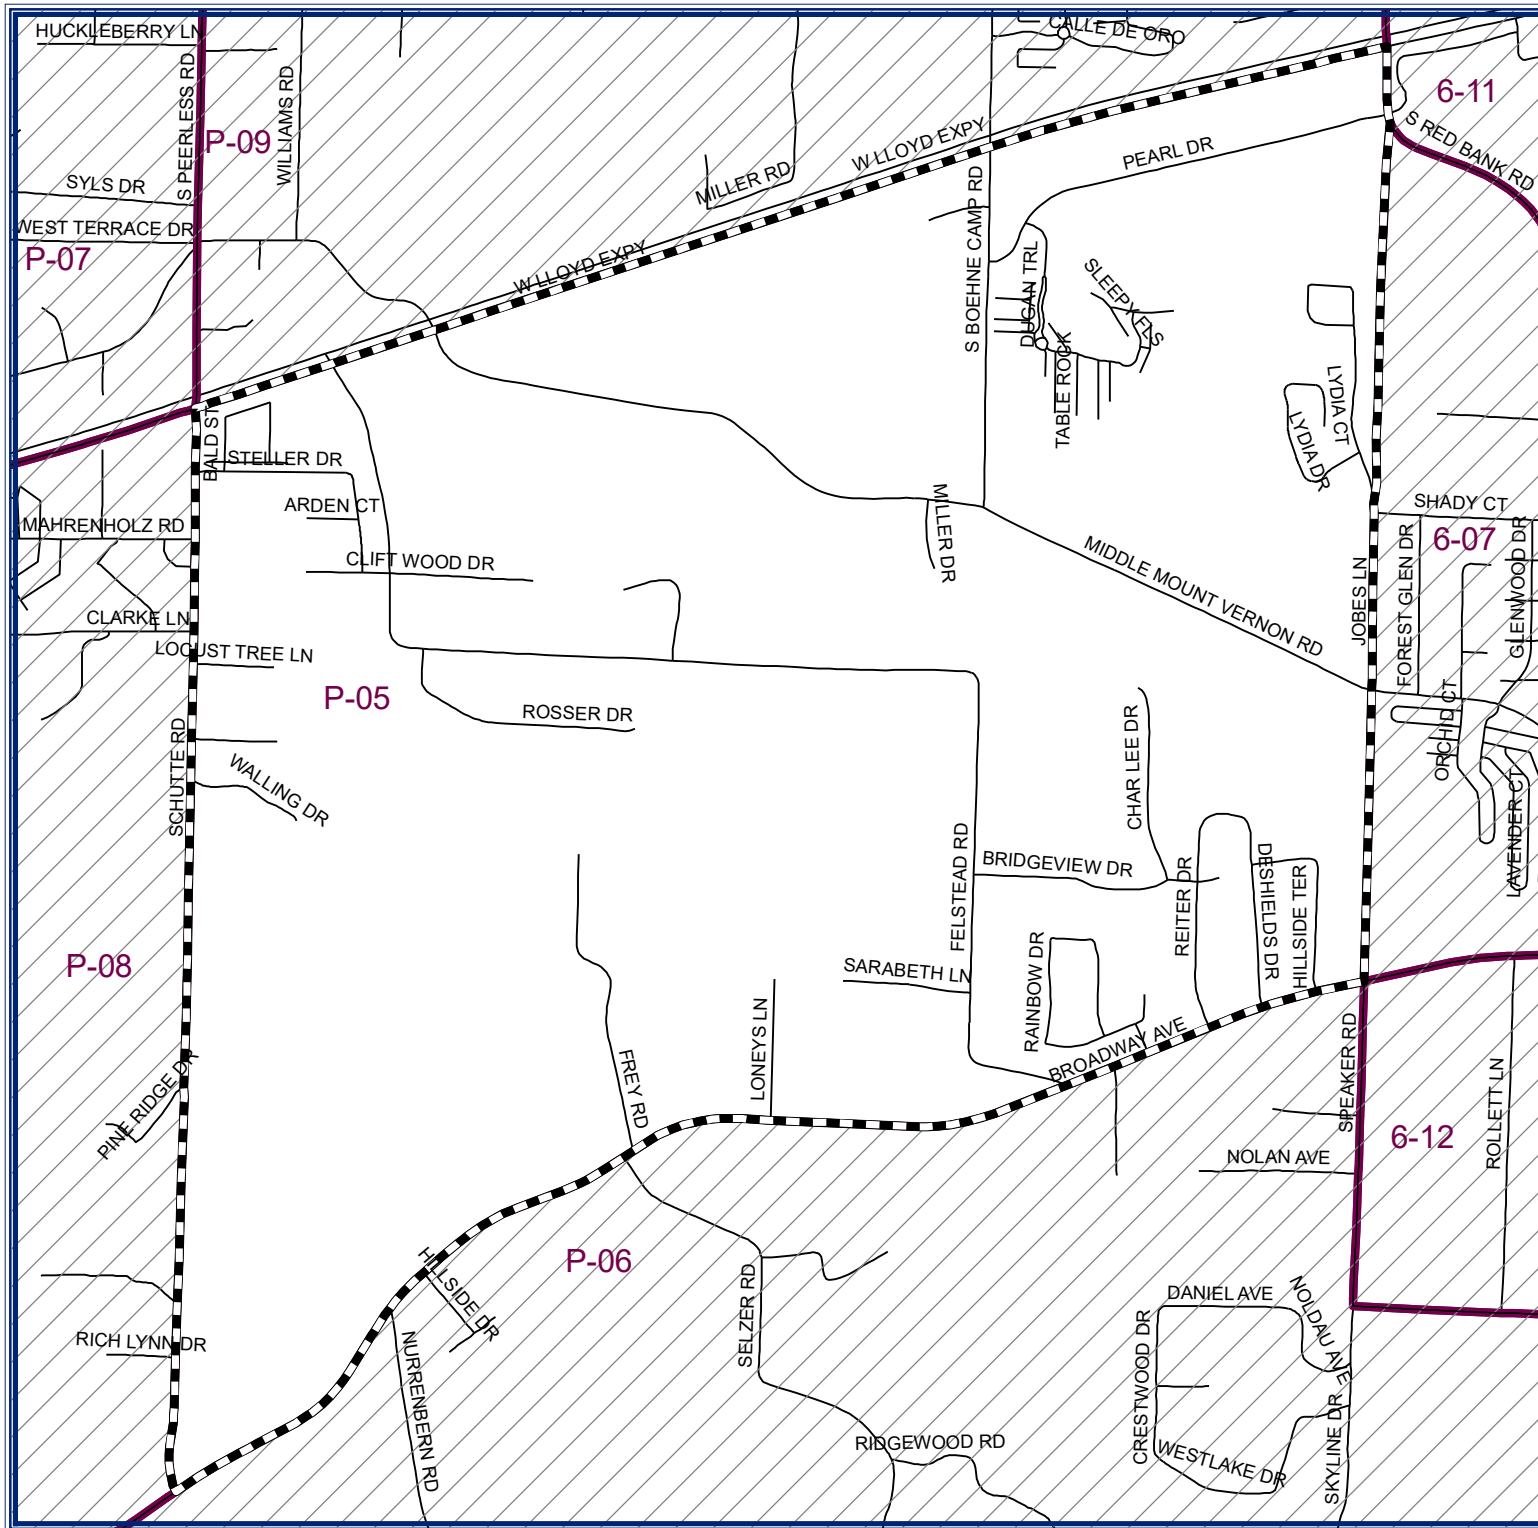 HUCKLEBERRY LN
CALLE DE ORO
S PEERLESS RD
WILLIAMS RD
P-09
6-11
S RED BANK RD
W LLOYD EXPY
PEARL DR
MILLER RD
SYLS DR
WEST TERRACE DR
P-07
W LLOYD EXPY
S BOEHNE CAMP RD
DUGAN TRL
SLEEPY FLS
TABLE ROCK
LYDIA CT
LYDIA DR
BALD ST
STELLER DR
ARDEN CT
MAHRENHOLZ RD
CLIFT WOOD DR
MILLER DR
SHADY CT
6-07
MIDDLE MOUNT VERNON RD
JOBES LN
FOREST GLEN DR
GLENWOOD DR
CLARKE LN
LOCUST TREE LN
P-05
ROSSER DR
ORCHID CT
SCHUTTE RD
WALLING DR
CHAR LEE DR
LAVENDER CT
FELSTEAD RD
BRIDGEVIEW DR
REITER DR
DESHIELDS DR
HILLSIDE TER
P-08
SARABETH LN
RAINBOW DR
LONEYS LN
BROADWAY AVE
FREY RD
PINE RIDGE DR
SPEAKER RD
6-12
ROLLETT LN
NOLAN AVE
P-06
HILLSIDE DR
SELZER RD
DANIEL AVE
NOLDAU AVE
RICH LYNN DR
NURRENBERN RD
CRESTWOOD DR
RIDGEWOOD RD
WESTLAKE DR
SKYLINE DR